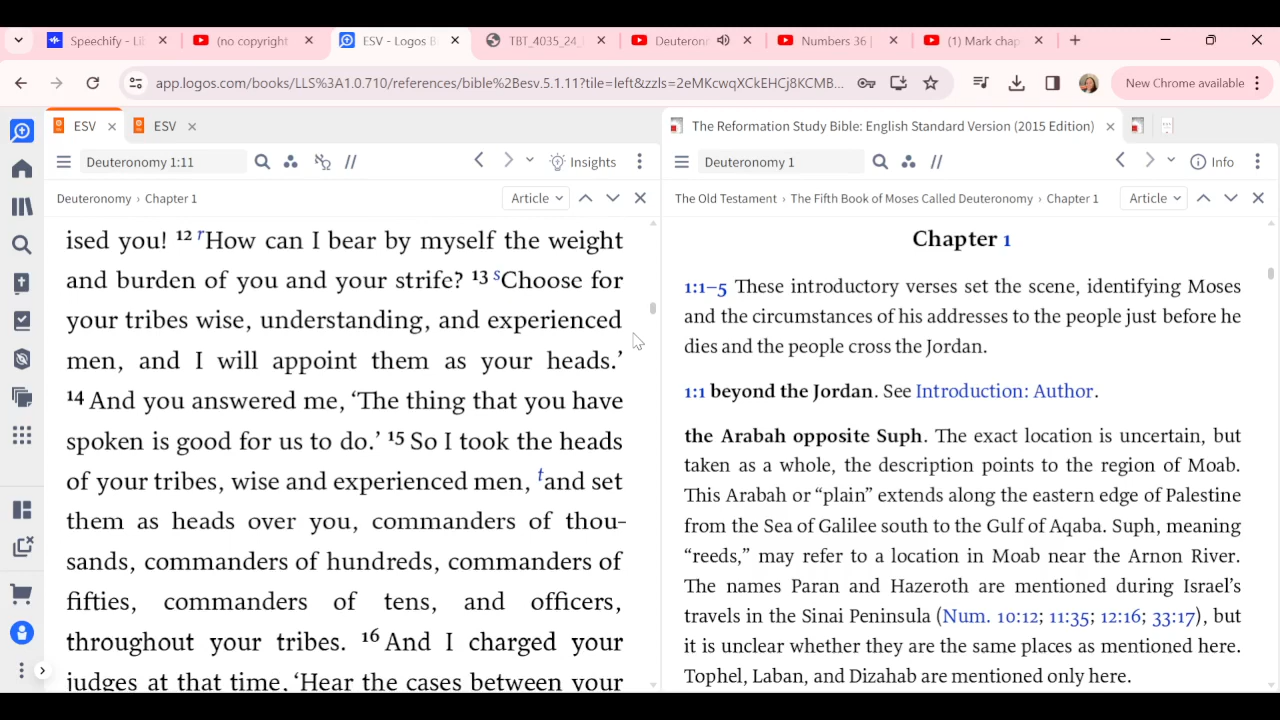 Speechify - Li
(no copyright
ESV - Logos B
TBT_4035_24_
Deuteron
Numbers 36 |
(1) Mark chap
app.logos.com/books/LLS%3A1.0.710/references/bible%2Besv.5.1.11?tile=left&zzls=2eMKcwqXCkEHCj8KCMB...
New Chrome available
ESV
ESV
The Reformation Study Bible: English Standard Version (2015 Edition)
Deuteronomy 1:11
Insights
Deuteronomy 1
Info
Deuteronomy › Chapter 1
Article
The Old Testament › The Fifth Book of Moses Called Deuteronomy › Chapter 1
Article
ised you! 12 rHow can I bear by myself the weight
and burden of you and your strife? 13 sChoose for
your tribes wise, understanding, and experienced
men, and I will appoint them as your heads.’
14 And you answered me, ‘The thing that you have
spoken is good for us to do.’ 15 So I took the heads
of your tribes, wise and experienced men, tand set
them as heads over you, commanders of thou-
sands, commanders of hundreds, commanders of
fifties, commanders of tens, and officers,
throughout your tribes. 16 And I charged your
judges at that time, ‘Hear the cases between your
Chapter 1
1:1–5 These introductory verses set the scene, identifying Moses
and the circumstances of his addresses to the people just before he
dies and the people cross the Jordan.
1:1 beyond the Jordan. See Introduction: Author.
the Arabah opposite Suph. The exact location is uncertain, but
taken as a whole, the description points to the region of Moab.
This Arabah or “plain” extends along the eastern edge of Palestine
from the Sea of Galilee south to the Gulf of Aqaba. Suph, meaning
“reeds,” may refer to a location in Moab near the Arnon River.
The names Paran and Hazeroth are mentioned during Israel’s
travels in the Sinai Peninsula (Num. 10:12; 11:35; 12:16; 33:17), but
it is unclear whether they are the same places as mentioned here.
Tophel, Laban, and Dizahab are mentioned only here.